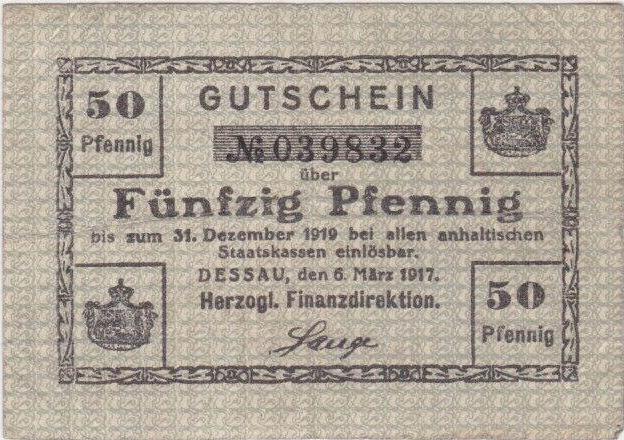 50
Pfennig
GUTSCHEIN
№ 039832
über
Fünfzig Pfennig
bis zum 31. Dezember 1919 bei allen anhaltischen
Staatskassen einlösbar.
DESSAU, den 6. März 1917.
Herzogl. Finanzdirektion.
Lange
50
Pfennig